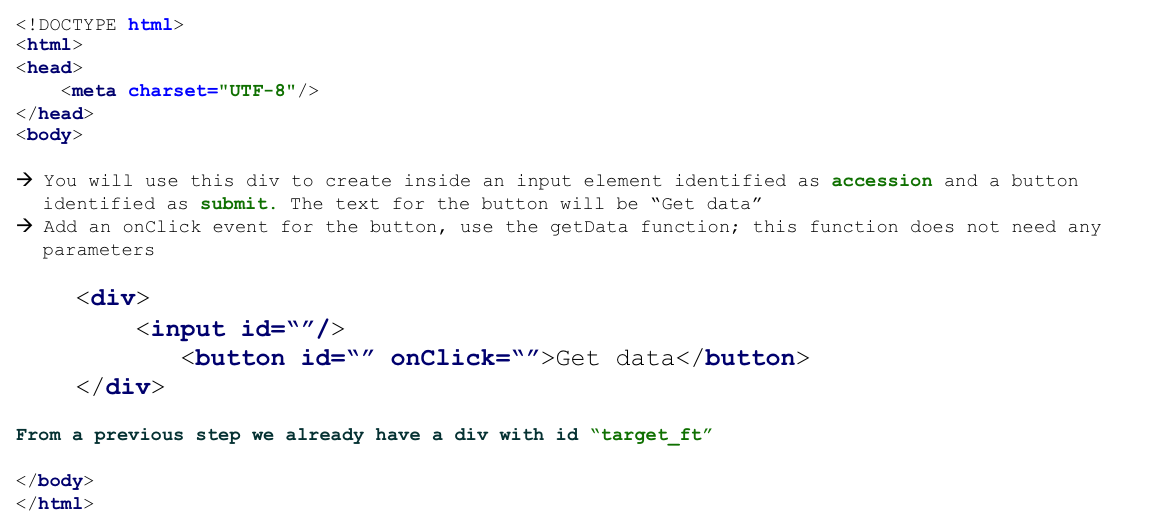 <!DOCTYPE html>
<html>
<head>
    <meta charset="UTF-8"/>
</head>
<body>
→ You will use this div to create inside an input element identified as accession and a button
identified as submit. The text for the button will be “Get data”
→ Add an onClick event for the button, use the getData function; this function does not need any
parameters
<div>
    <input id=“”/>
        <button id=“” onClick=“”>Get data</button>
</div>
From a previous step we already have a div with id “target_ft”
</body>
</html>